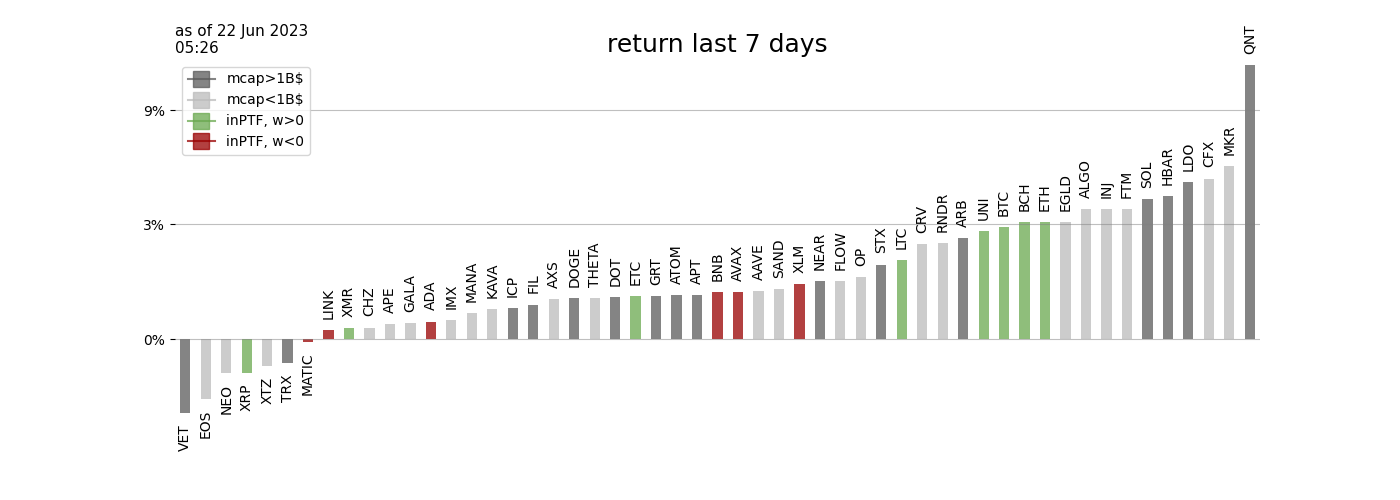 as of 22 Jun 2023
05:26
return last 7 days
mcap>1B$
mcap<1B$
inPTF, w>0
inPTF, w<0
9%
3%
0%
VET
EOS
NEO
XRP
XTZ
TRX
MATIC
LINK
XMR
CHZ
APE
GALA
ADA
IMX
MANA
KAVA
ICP
FIL
AXS
DOGE
THETA
DOT
ETC
GRT
ATOM
APT
BNB
AVAX
AAVE
SAND
XLM
NEAR
FLOW
OP
STX
LTC
CRV
RNDR
ARB
UNI
BTC
BCH
ETH
EGLD
ALGO
INJ
FTM
SOL
HBAR
LDO
CFX
MKR
QNT